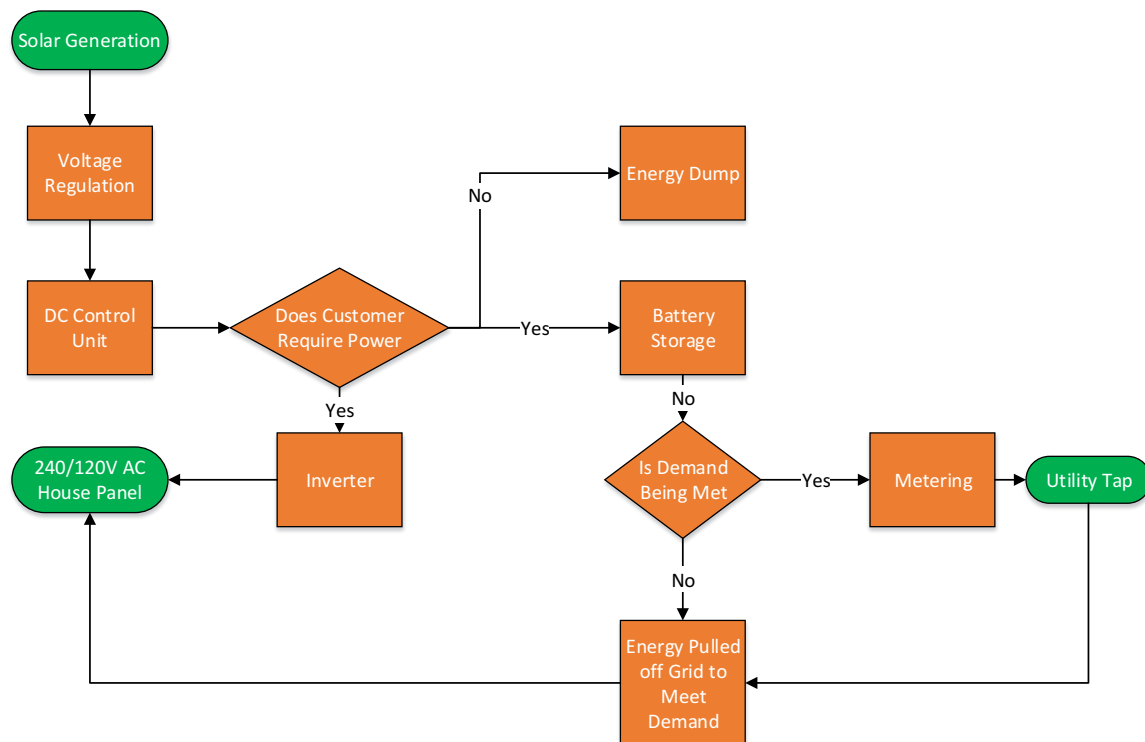 Solar Generation
Voltage
Regulation
Energy Dump
No
DC Control
Unit
Does Customer
Require Power
Yes
Battery
Storage
Yes
No
240/120V AC
House Panel
Inverter
Is Demand
Being Met
Yes
Metering
Utility Tap
No
Energy Pulled
off Grid to
Meet
Demand